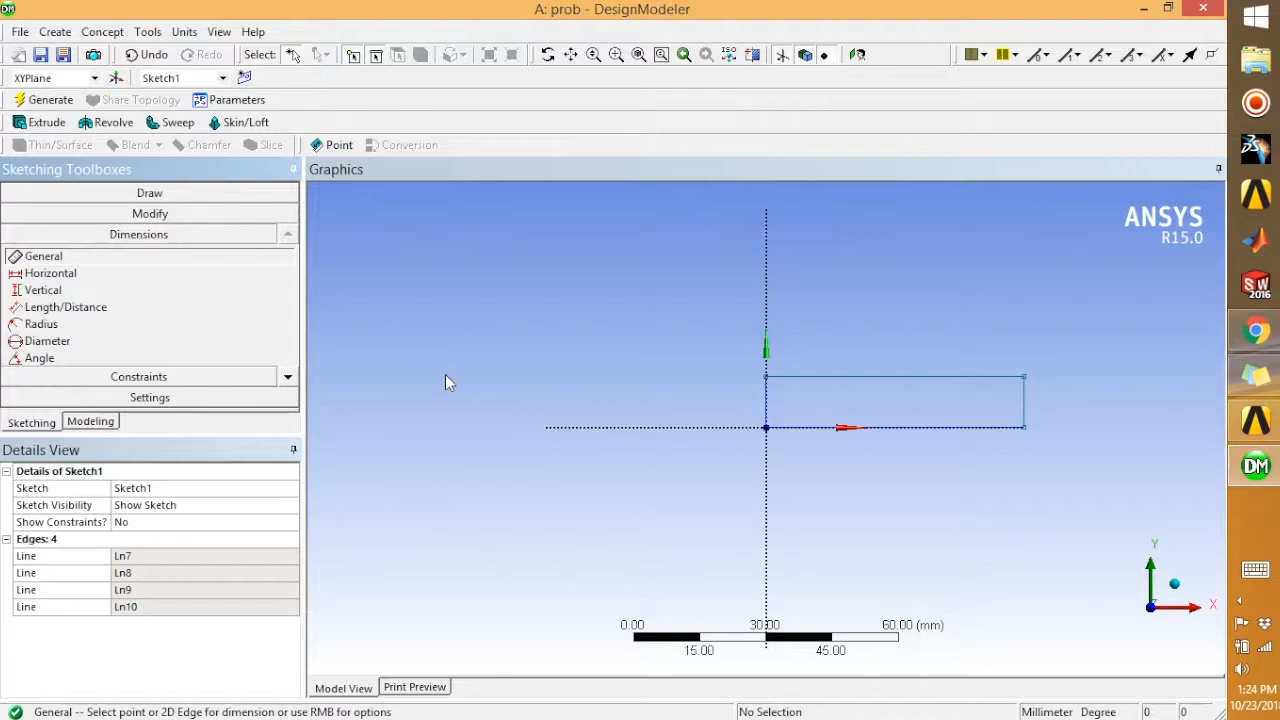 A: prob - DesignModeler
File Create Concept Tools Units View Help
Undo Redo Select:
XYPlane Sketch1
Generate Share Topology Parameters
Extrude Revolve Sweep Skin/Loft
Thin/Surface Blend Chamfer Slice Point Conversion
Sketching Toolboxes
Draw
Modify
Dimensions
General
Horizontal
Vertical
Length/Distance
Radius
Diameter
Angle
Constraints
Settings
Sketching Modeling
Details View
Details of Sketch1
Sketch Sketch1
Sketch Visibility Show Sketch
Show Constraints? No
Edges: 4
Line Ln7
Line Ln8
Line Ln9
Line Ln10
Graphics
ANSYS
R15.0
Y
X
0.00 30.00 60.00 (mm)
15.00 45.00
Model View Print Preview
General -- Select point or 2D Edge for dimension or use RMB for options No Selection Millimeter Degree 0 0
ISO
DM
SW
2016
DM
1:24 PM